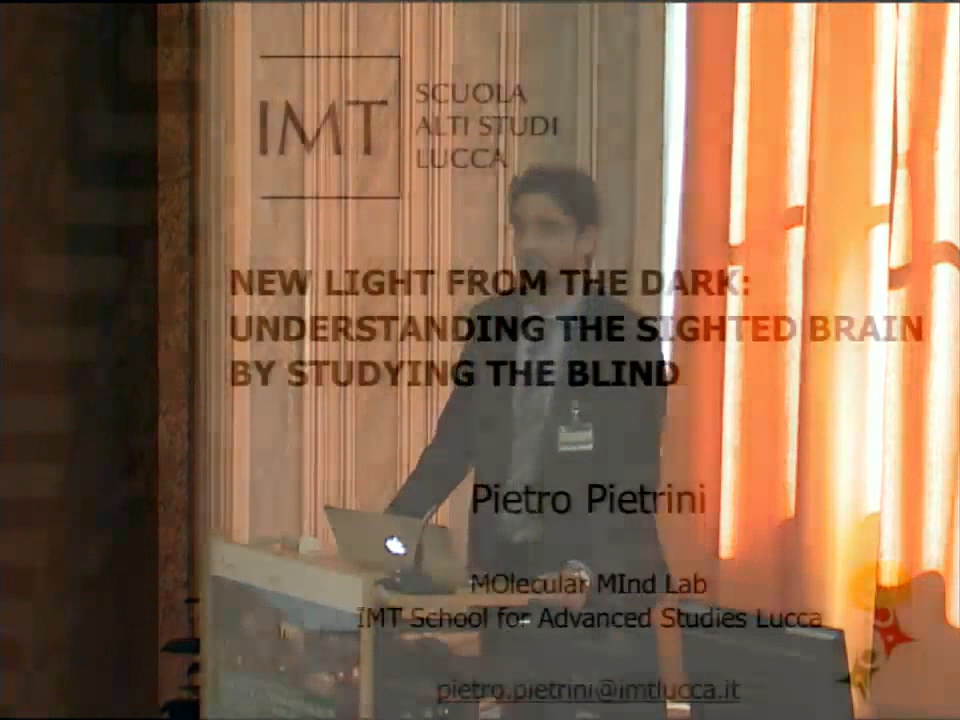 IMT
SCUOLA
ALTI STUDI
LUCCA
NEW LIGHT FROM THE DARK:
UNDERSTANDING THE SIGHTED BRAIN
BY STUDYING THE BLIND
Pietro Pietrini
MOlecular MInd Lab
IMT School for Advanced Studies Lucca
pietro.pietrini@imtlucca.it